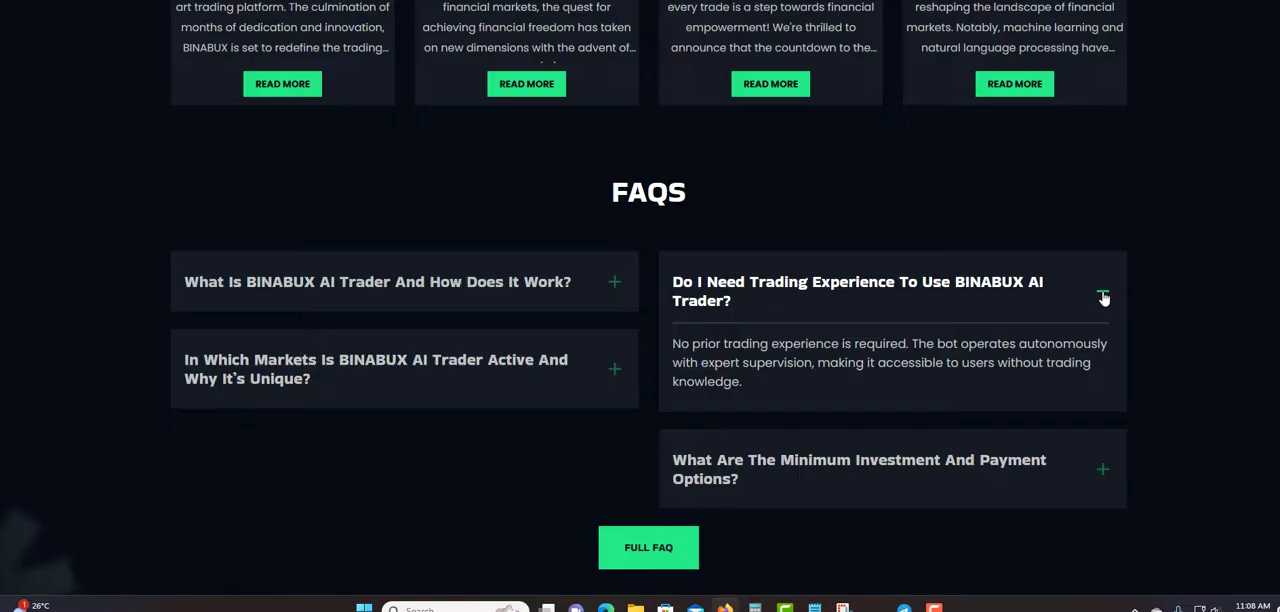 art trading platform. The culmination of
months of dedication and innovation,
BINABUX is set to redefine the trading...
READ MORE
financial markets, the quest for
achieving financial freedom has taken
on new dimensions with the advent of...
READ MORE
every trade is a step towards financial
empowerment! We're thrilled to
announce that the countdown to the...
READ MORE
reshaping the landscape of financial
markets. Notably, machine learning and
natural language processing have...
READ MORE
FAQS
What Is BINABUX AI Trader And How Does It Work?
In Which Markets Is BINABUX AI Trader Active And
Why It`s Unique?
Do I Need Trading Experience To Use BINABUX AI
Trader?
No prior trading experience is required. The bot operates autonomously
with expert supervision, making it accessible to users without trading
knowledge.
What Are The Minimum Investment And Payment
Options?
FULL FAQ
1
26°C
Search
11:08 AM